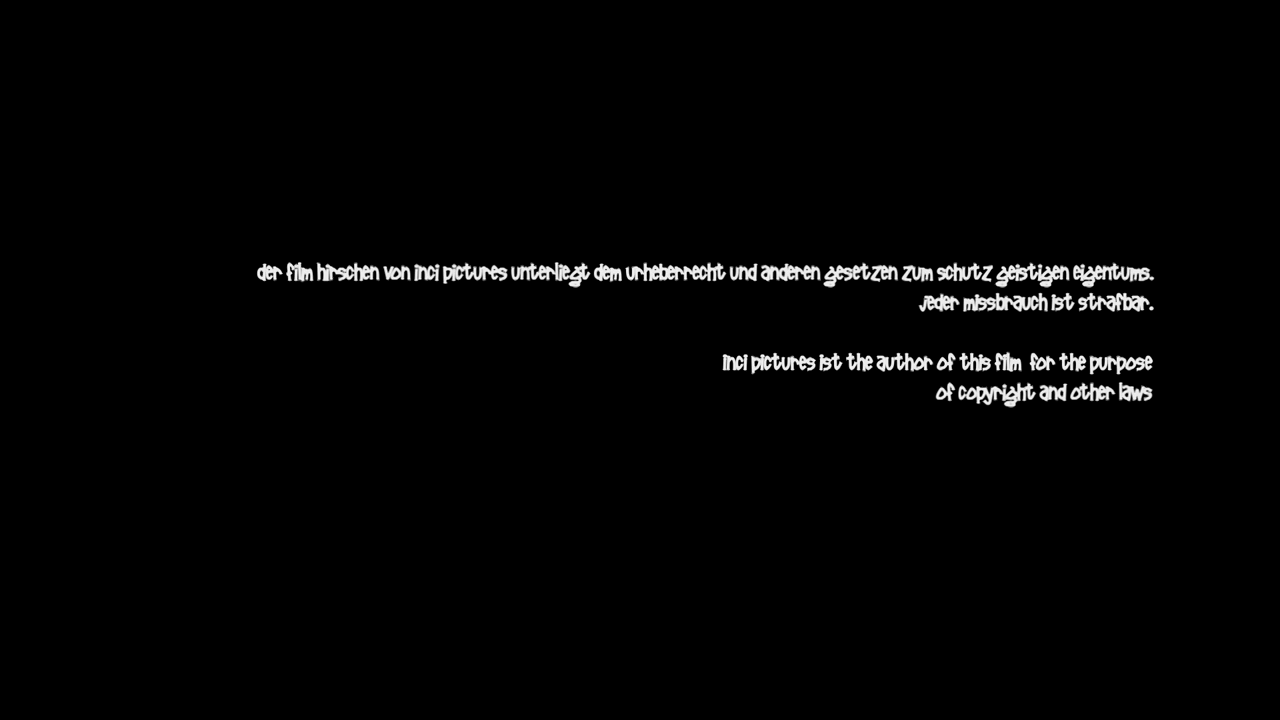 der film hirschen von inci pictures unterliegt dem urheberrecht und anderen gesetzen zum schutz geistigen eigentums.
jeder missbrauch ist strafbar.
inci pictures ist the author of this film for the purpose
of copyright and other laws